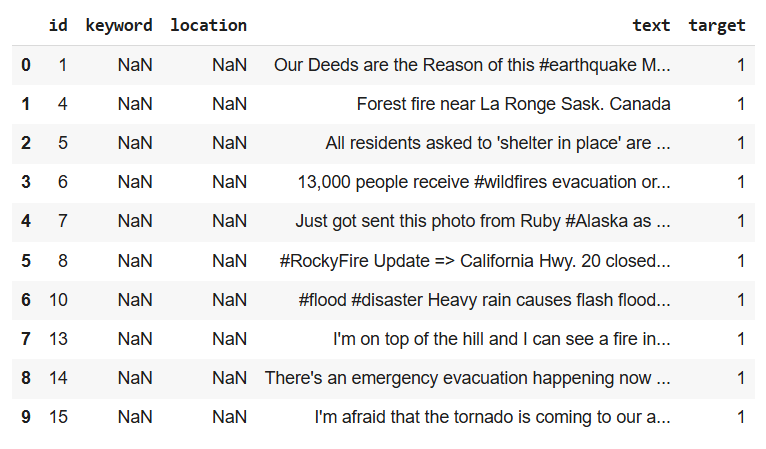 id keyword location text target
0 1 NaN NaN Our Deeds are the Reason of this #earthquake M... 1
1 4 NaN NaN Forest fire near La Ronge Sask. Canada 1
2 5 NaN NaN All residents asked to 'shelter in place' are ... 1
3 6 NaN NaN 13,000 people receive #wildfires evacuation or... 1
4 7 NaN NaN Just got sent this photo from Ruby #Alaska as ... 1
5 8 NaN NaN #RockyFire Update => California Hwy. 20 closed... 1
6 10 NaN NaN #flood #disaster Heavy rain causes flash flood... 1
7 13 NaN NaN I'm on top of the hill and I can see a fire in... 1
8 14 NaN NaN There's an emergency evacuation happening now ... 1
9 15 NaN NaN I'm afraid that the tornado is coming to our a... 1